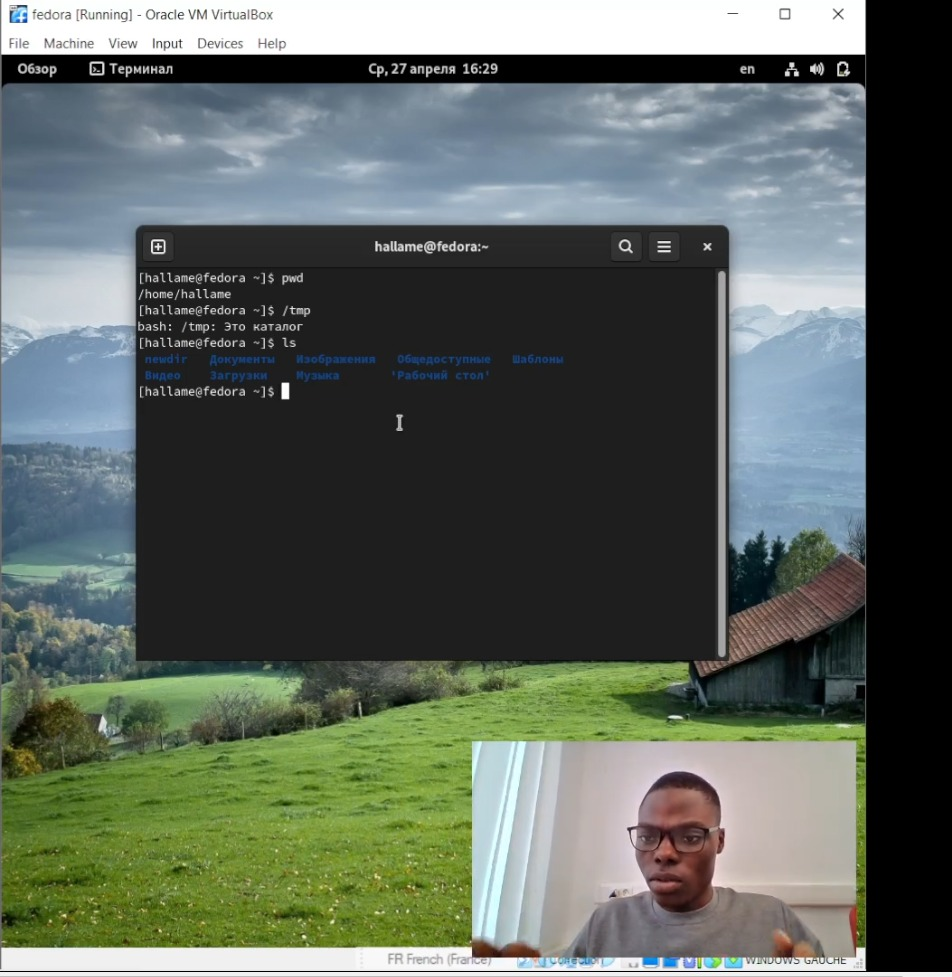 fedora [Running] - Oracle VM VirtualBox
File Machine View Input Devices Help
Обзор Терминал Ср, 27 апреля 16:29 en
hallame@fedora:~
[hallame@fedora ~]$ pwd
/home/hallame
[hallame@fedora ~]$ /tmp
bash: /tmp: Это каталог
[hallame@fedora ~]$ ls
newdir Документы Изображения Общедоступные Шаблоны
Видео Загрузки Музыка 'Рабочий стол'
[hallame@fedora ~]$
FR French (France) Correction WINDOWS GAUCHE